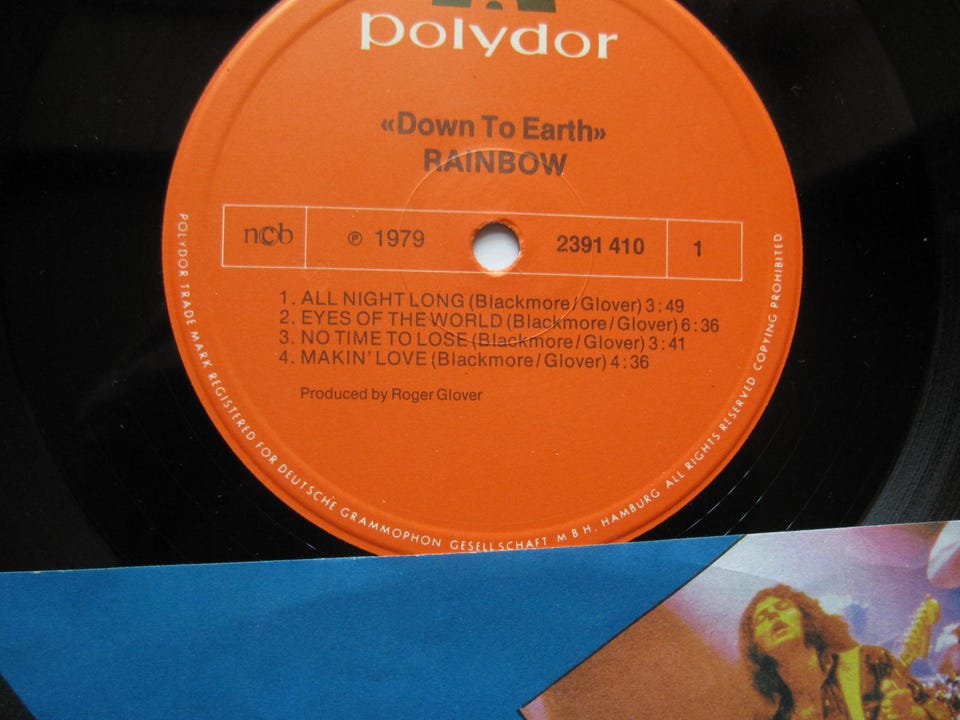 polydor
«Down To Earth»
RAINBOW
ncb ℗ 1979 2391 410 1
1. ALL NIGHT LONG (Blackmore/Glover) 3:49
2. EYES OF THE WORLD (Blackmore/Glover) 6:36
3. NO TIME TO LOSE (Blackmore/Glover) 3:41
4. MAKIN' LOVE (Blackmore/Glover) 4:36
Produced by Roger Glover
POLYDOR TRADE MARK REGISTERED FOR DEUTSCHE GRAMMOPHON GESELLSCHAFT M B H. HAMBURG ALL RIGHTS RESERVED COPYING PROHIBITED